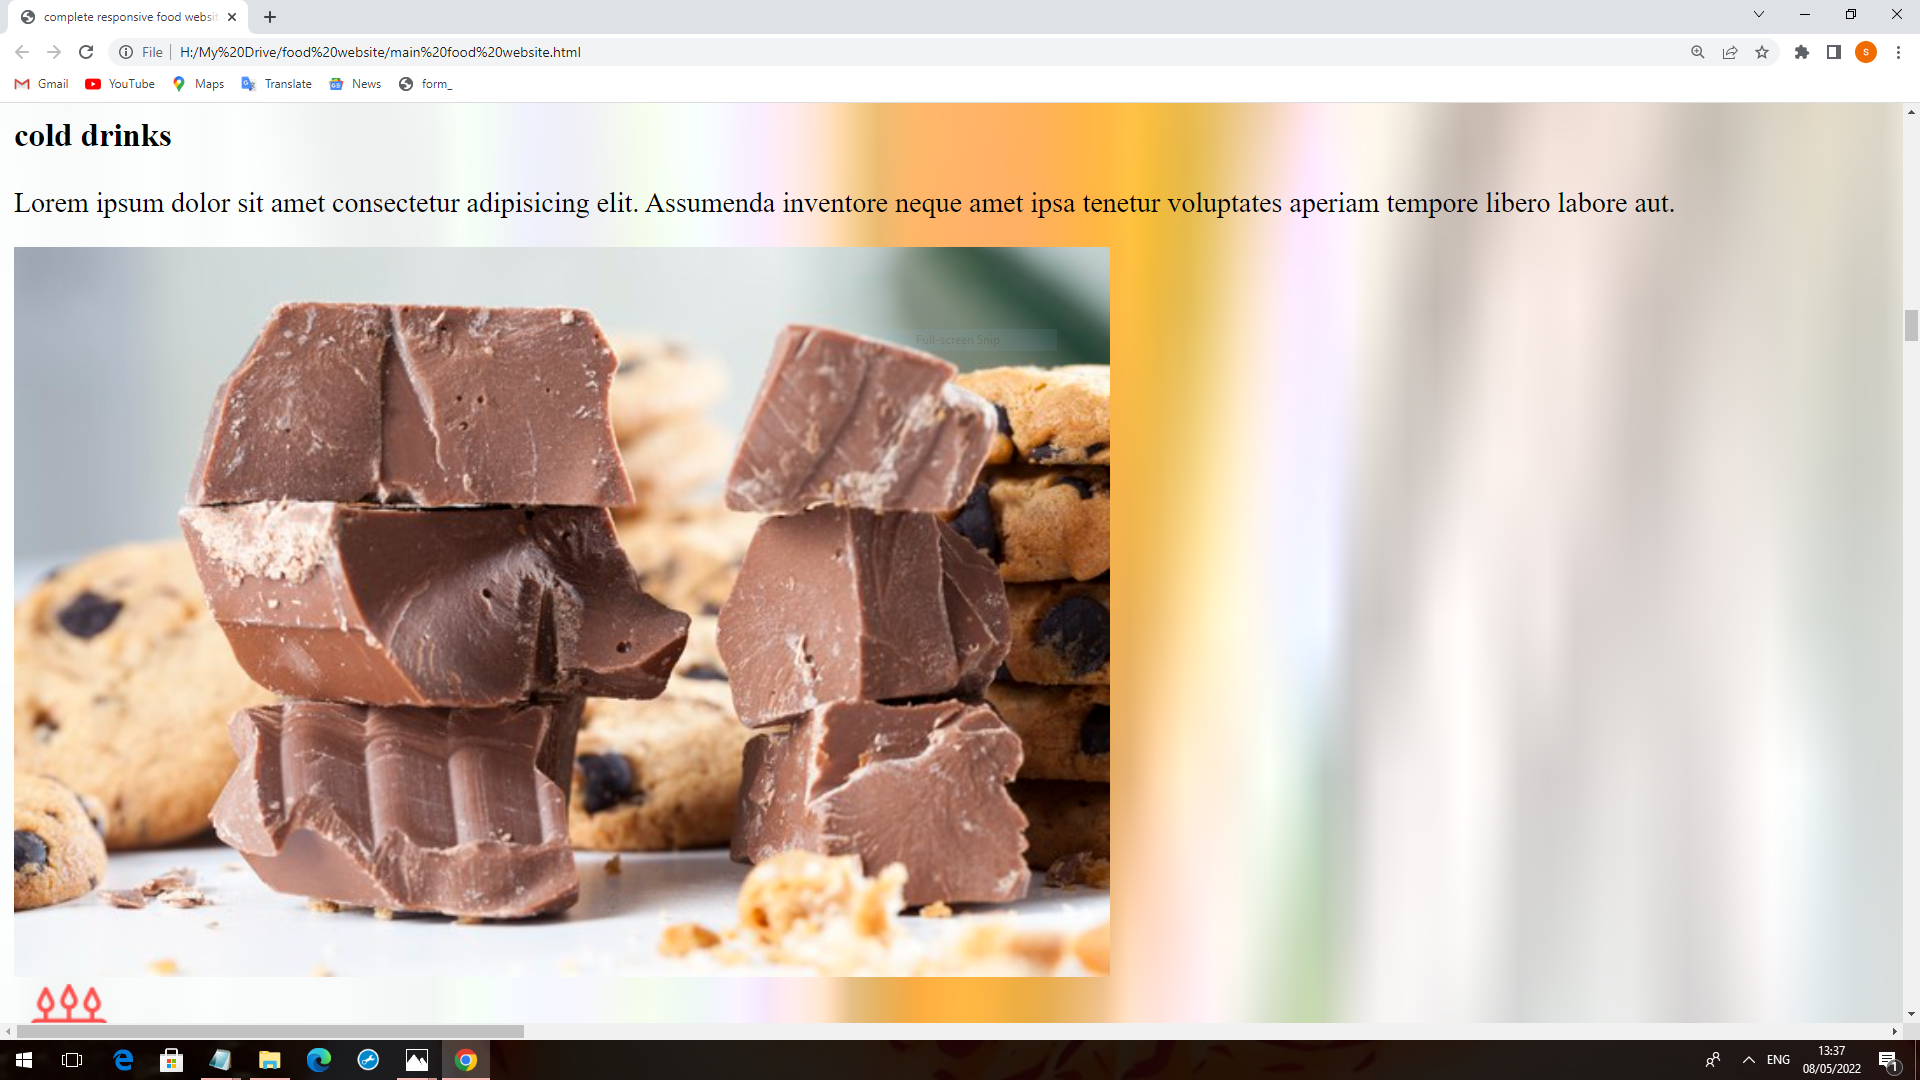 complete responsive food websit
File
H:/My%20Drive/food%20website/main%20food%20website.html
s
Gmail
YouTube
Maps
Translate
News
form_
cold drinks
Lorem ipsum dolor sit amet consectetur adipisicing elit. Assumenda inventore neque amet ipsa tenetur voluptates aperiam tempore libero labore aut.
Full-screen Snip
ENG
13:37
08/05/2022
1